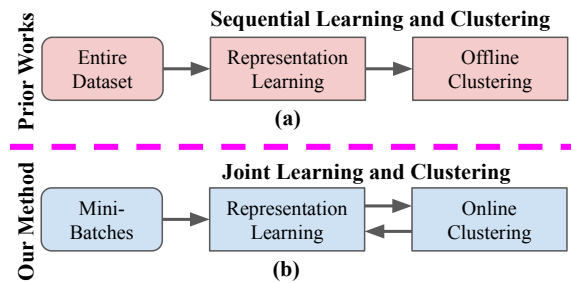 Prior Works
Sequential Learning and Clustering
Entire
Dataset
Representation
Learning
Offline
Clustering
(a)
Our Method
Joint Learning and Clustering
Mini-
Batches
Representation
Learning
Online
Clustering
(b)